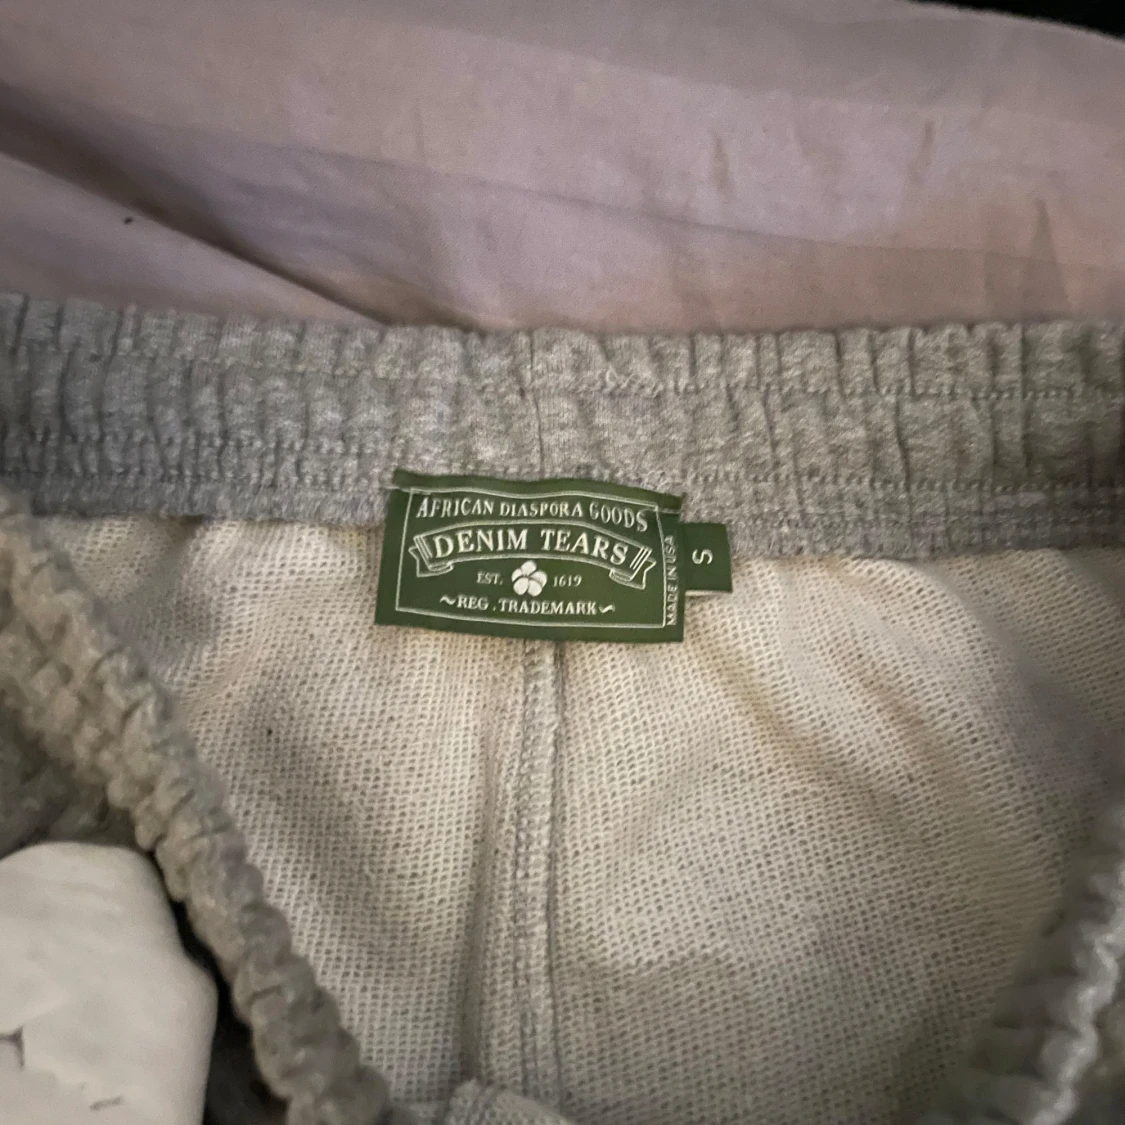 AFRICAN DIASPORA GOODS
DENIM TEARS
EST. 1619
~REG. TRADEMARK~
MADE IN USA
S